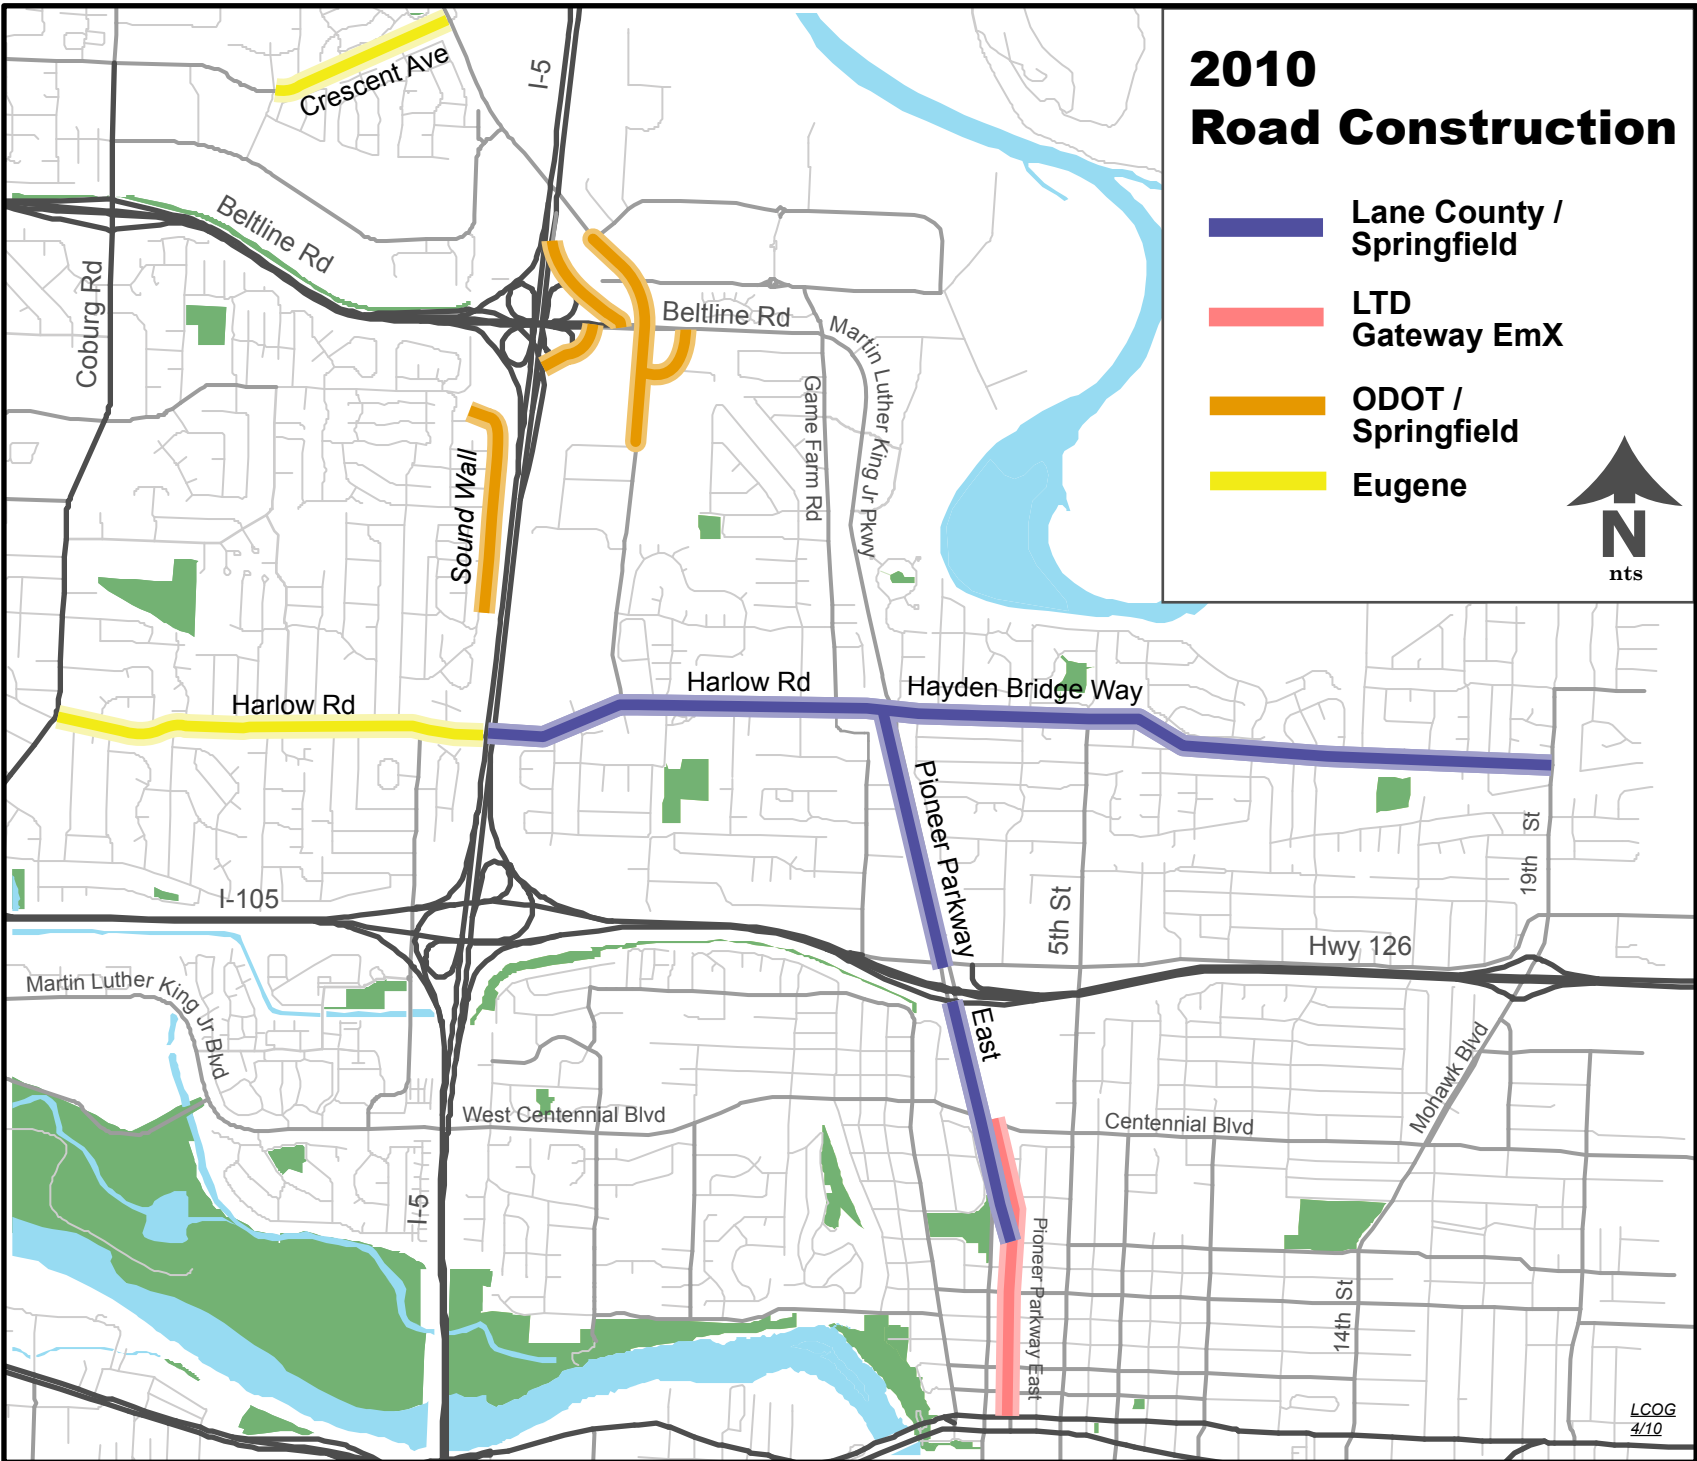 2010
Road Construction
Lane County /
Springfield
LTD
Gateway EmX
ODOT /
Springfield
Eugene
N
nts
Crescent Ave
I-5
Beltline Rd
Coburg Rd
Beltline Rd
Martin Luther King Jr Pkwy
Game Farm Rd
Sound Wall
Harlow Rd
Harlow Rd
Hayden Bridge Way
Pioneer Parkway
East
5th St
19th St
I-105
Hwy 126
Martin Luther King Jr Blvd
Mohawk Blvd
West Centennial Blvd
Centennial Blvd
I-5
Pioneer Parkway East
14th St
LCOG
4/10